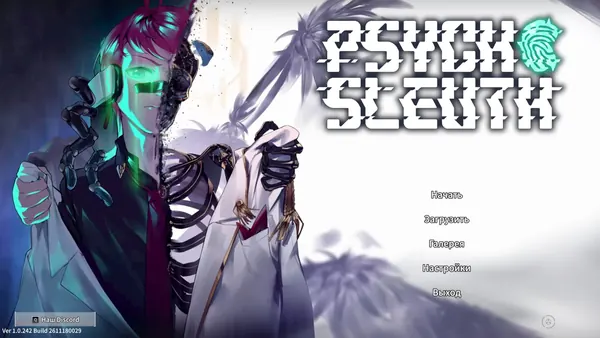 PSYCHO
SLEUTH
Начать
Загрузить
Галерея
Настройки
Выход
Наш Discord
Ver 1.0.242 Build 2611180029